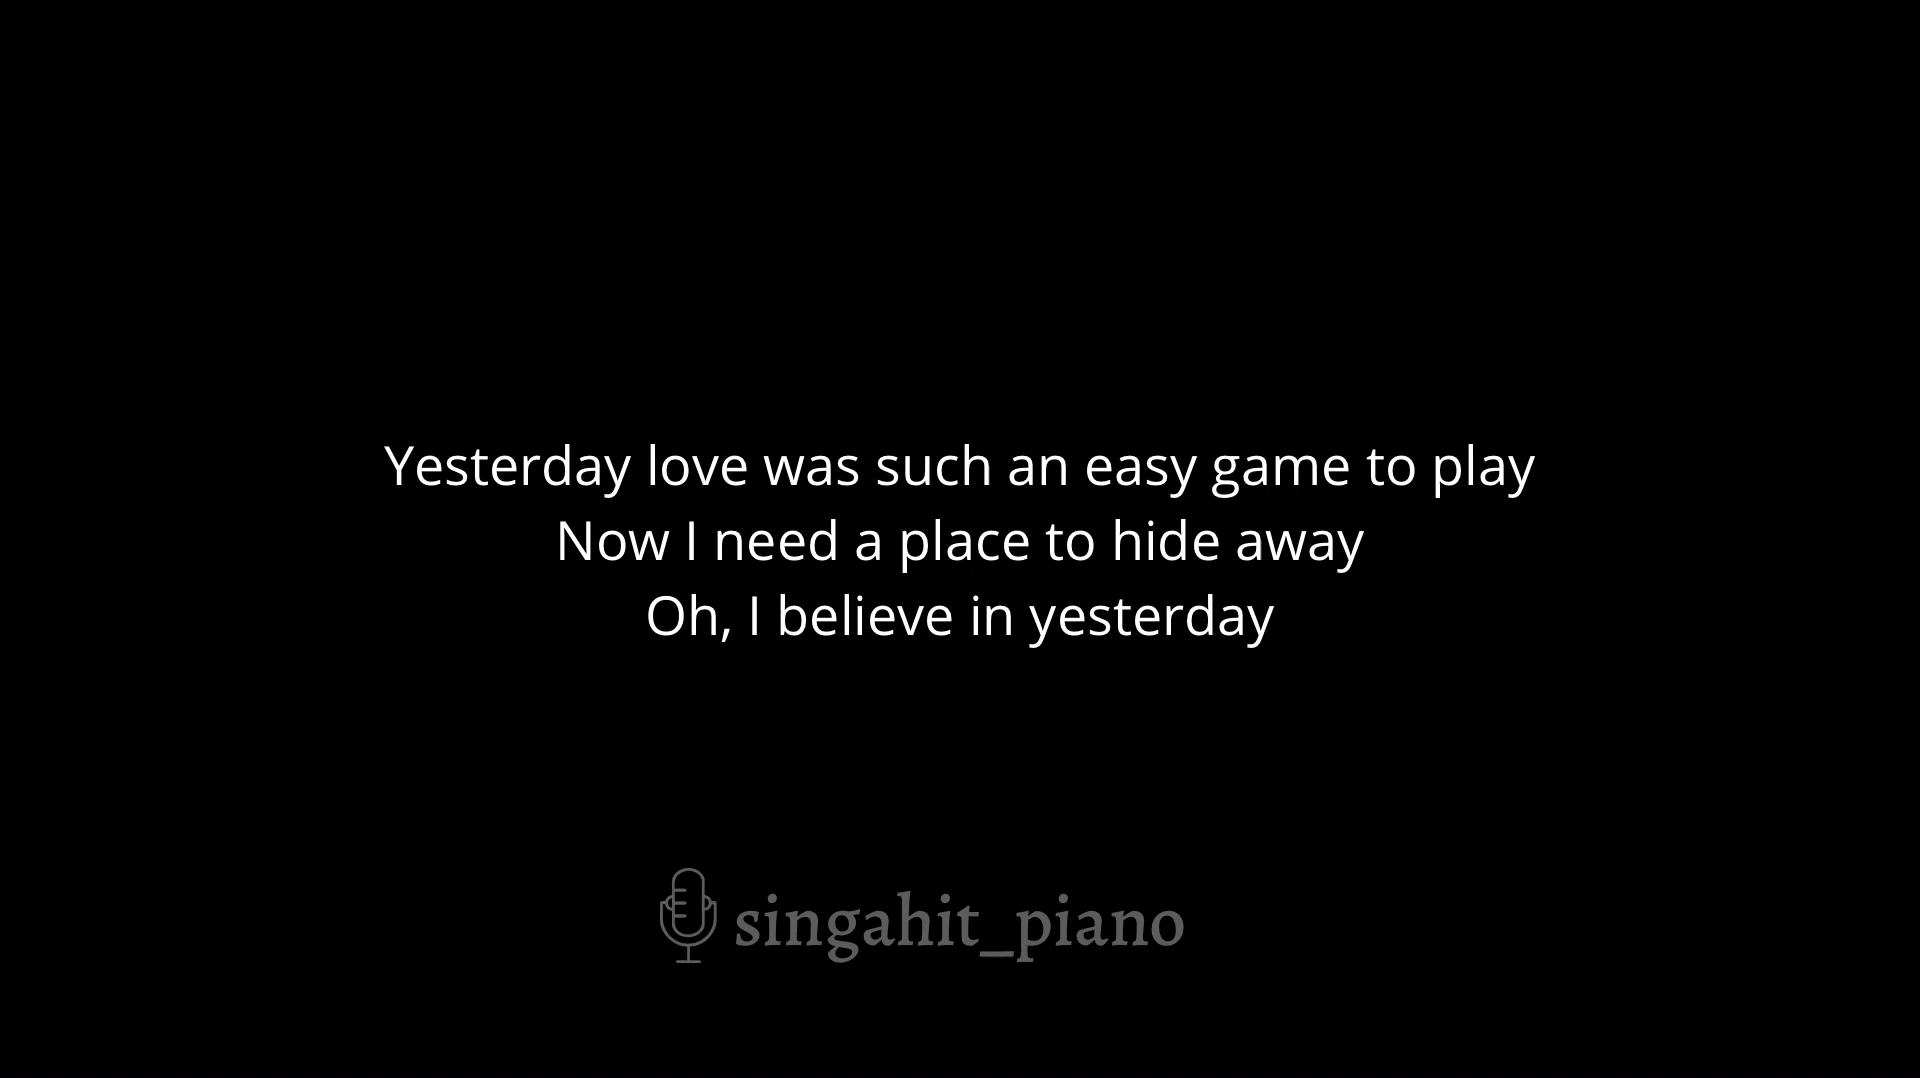 Yesterday love was such an easy game to play
Now I need a place to hide away
Oh, I believe in yesterday
singahit_piano